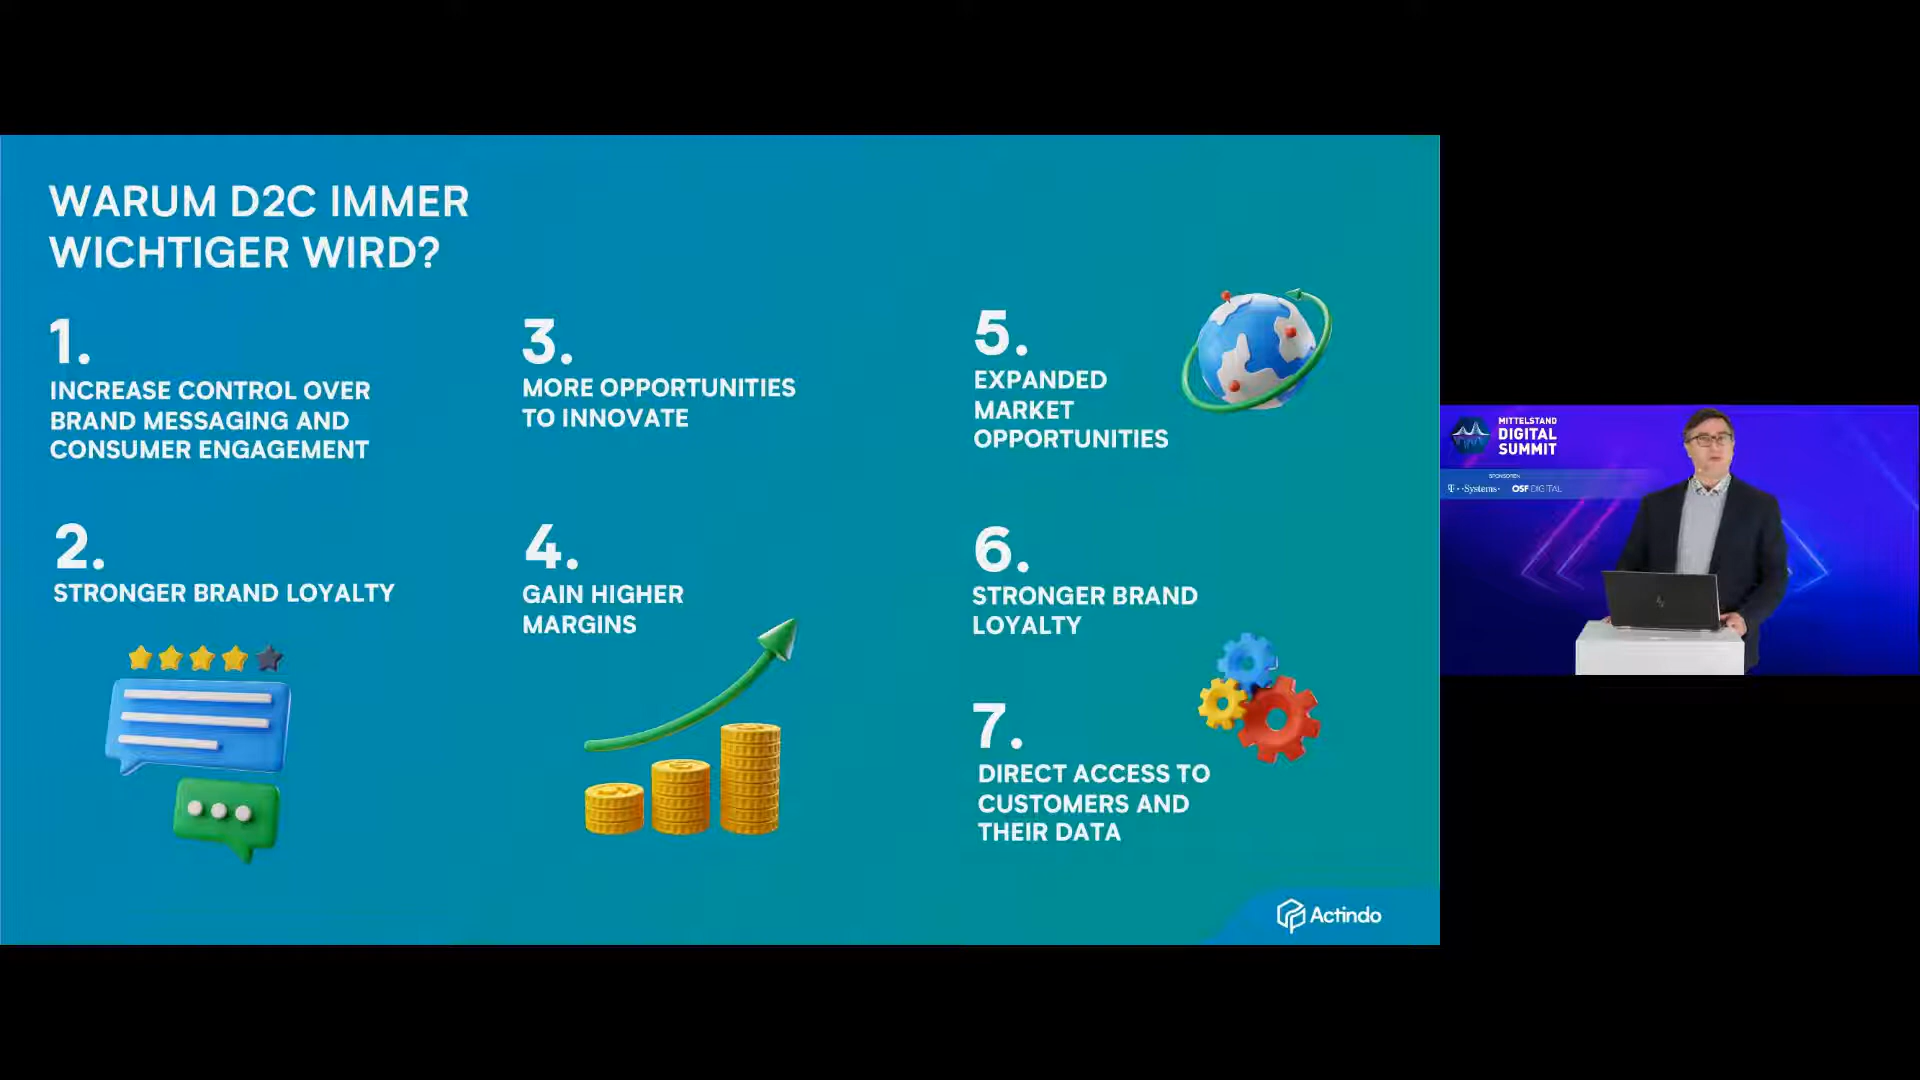 WARUM D2C IMMER
WICHTIGER WIRD?
1.
INCREASE CONTROL OVER
BRAND MESSAGING AND
CONSUMER ENGAGEMENT
2.
STRONGER BRAND LOYALTY
3.
MORE OPPORTUNITIES
TO INNOVATE
4.
GAIN HIGHER
MARGINS
5.
EXPANDED
MARKET
OPPORTUNITIES
6.
STRONGER BRAND
LOYALTY
7.
DIRECT ACCESS TO
CUSTOMERS AND
THEIR DATA
Actindo
MITTELSTAND
DIGITAL
SUMMIT
SPONSOREN
T··Systems·
OSF DIGITAL